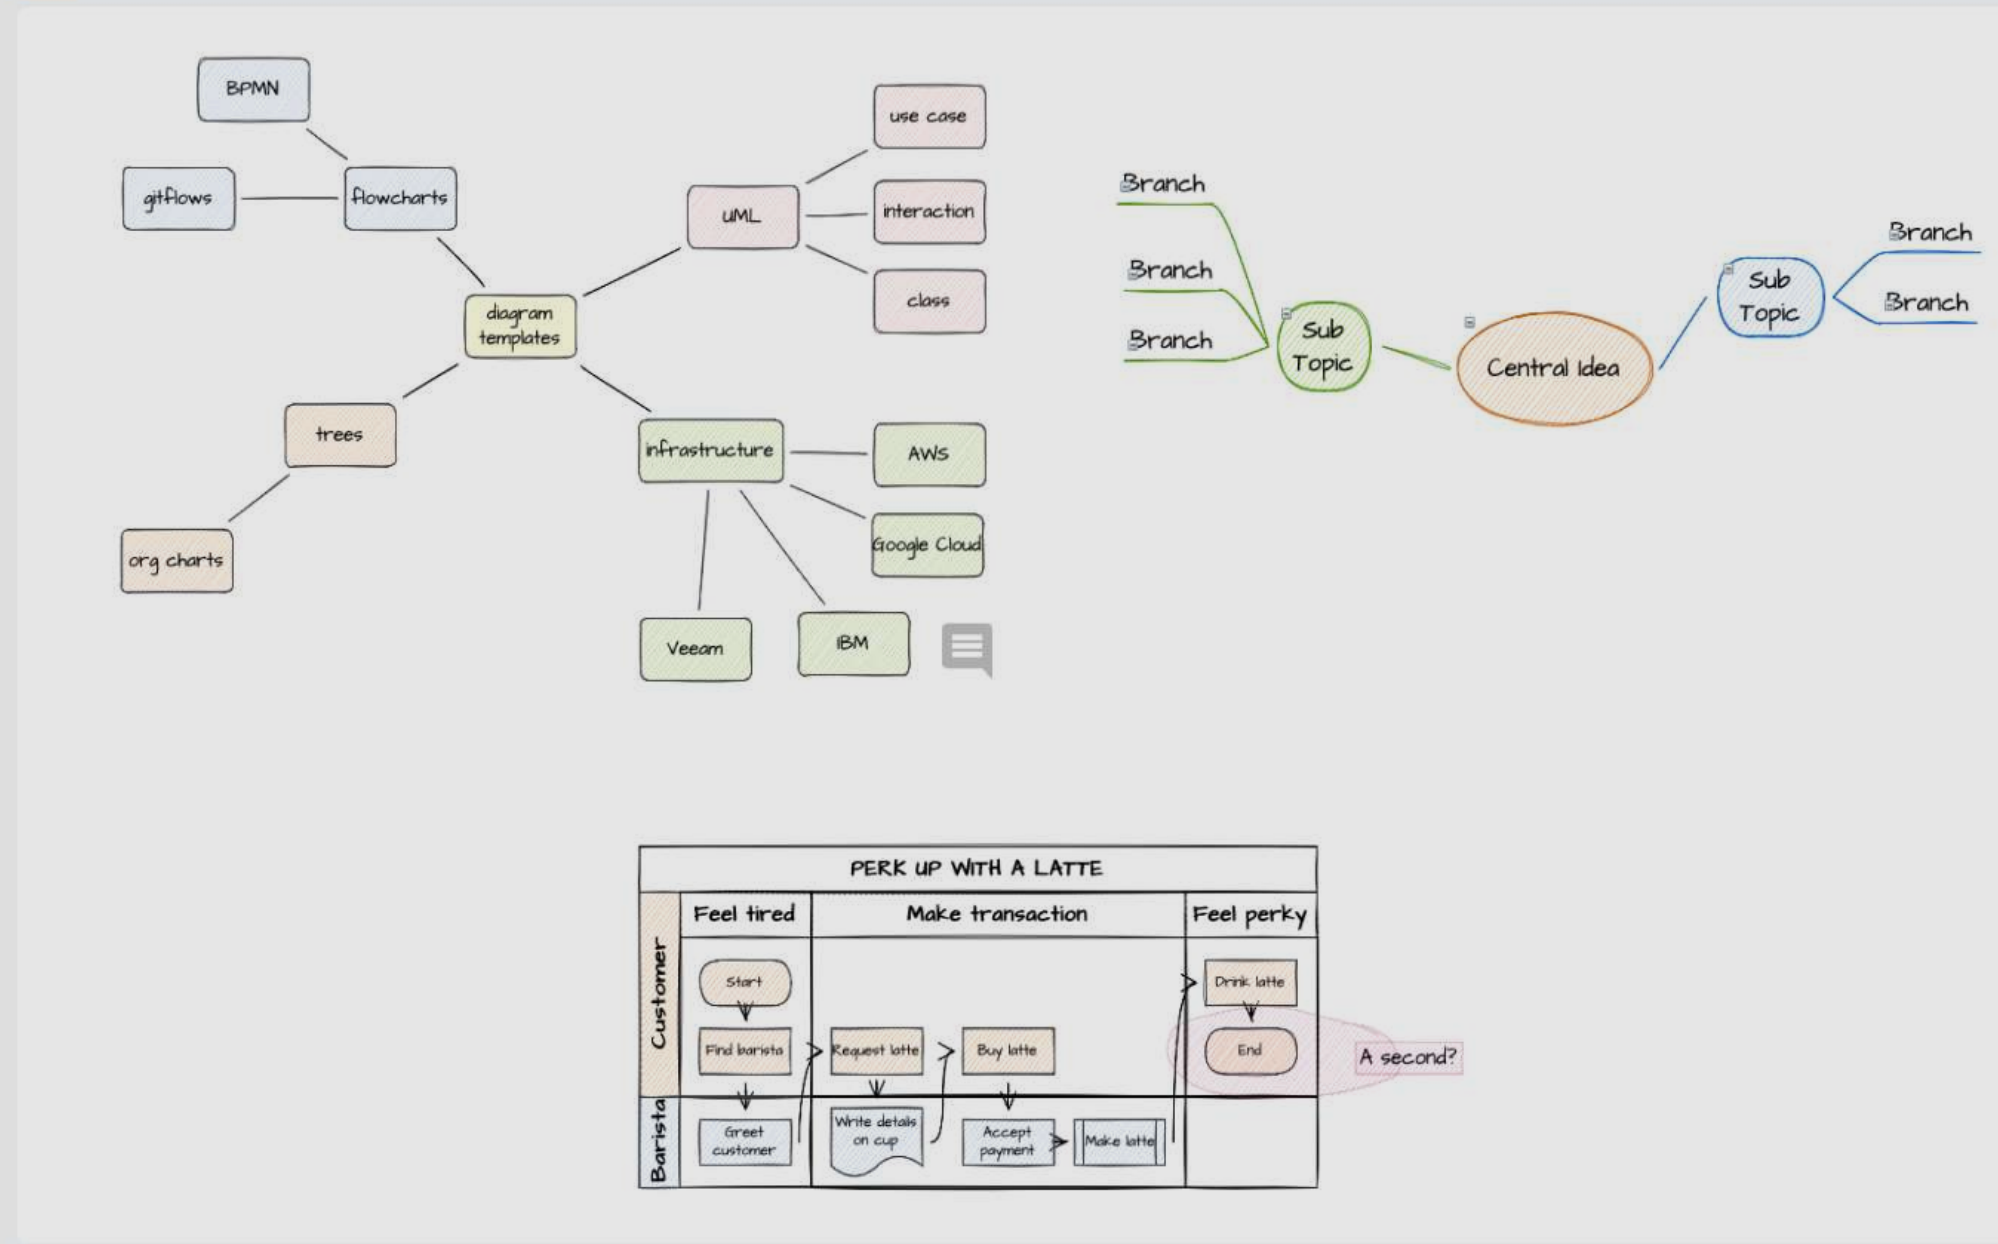 BPMN
gitflows
flowcharts
diagram
templates
UML
use case
interaction
class
trees
org charts
infrastructure
AWS
Google Cloud
IBM
Veeam
Branch
Branch
Branch
Sub
Topic
Central Idea
Sub
Topic
Branch
Branch
PERK UP WITH A LATTE
Customer
Barista
Feel tired
Make transaction
Feel perky
Start
Find barista
Greet
customer
Request latte
Write details
on cup
Buy latte
Accept
payment
Make latte
Drink latte
End
A second?